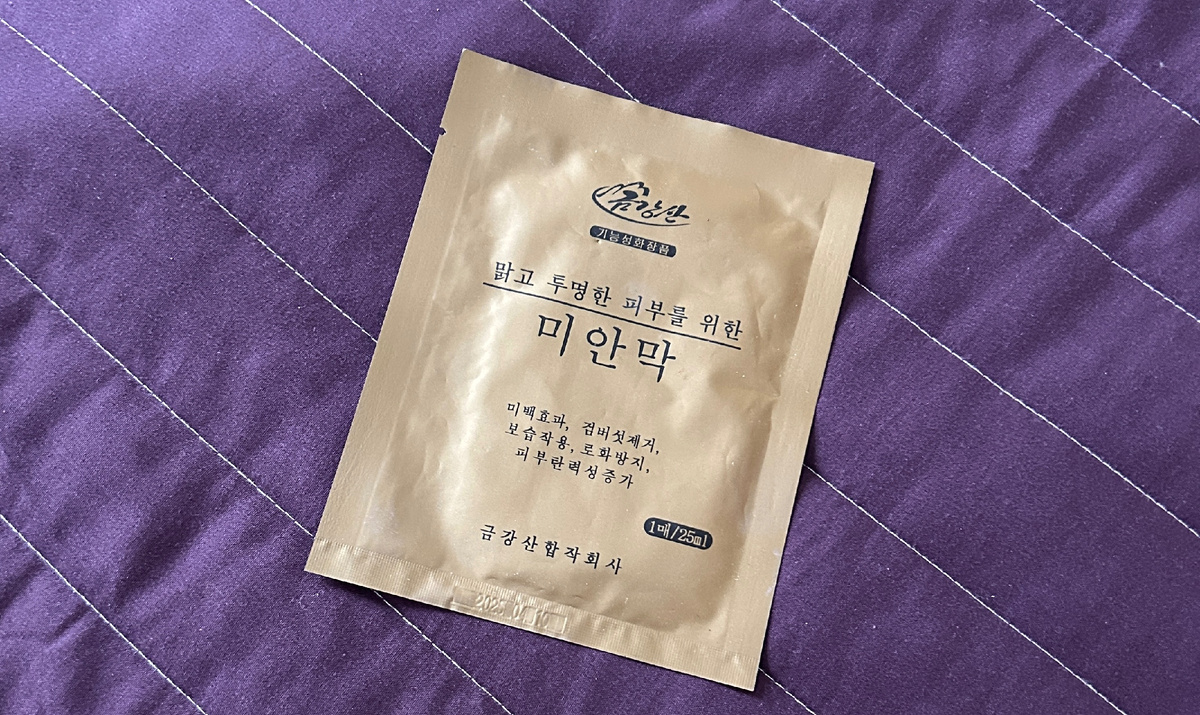 금강산
기능성화장품
맑고 투명한 피부를 위한
미안막
미백효과, 검버섯제거,
보습작용, 로화방지,
피부탄력성증가
1매/25ml
금강산합작회사